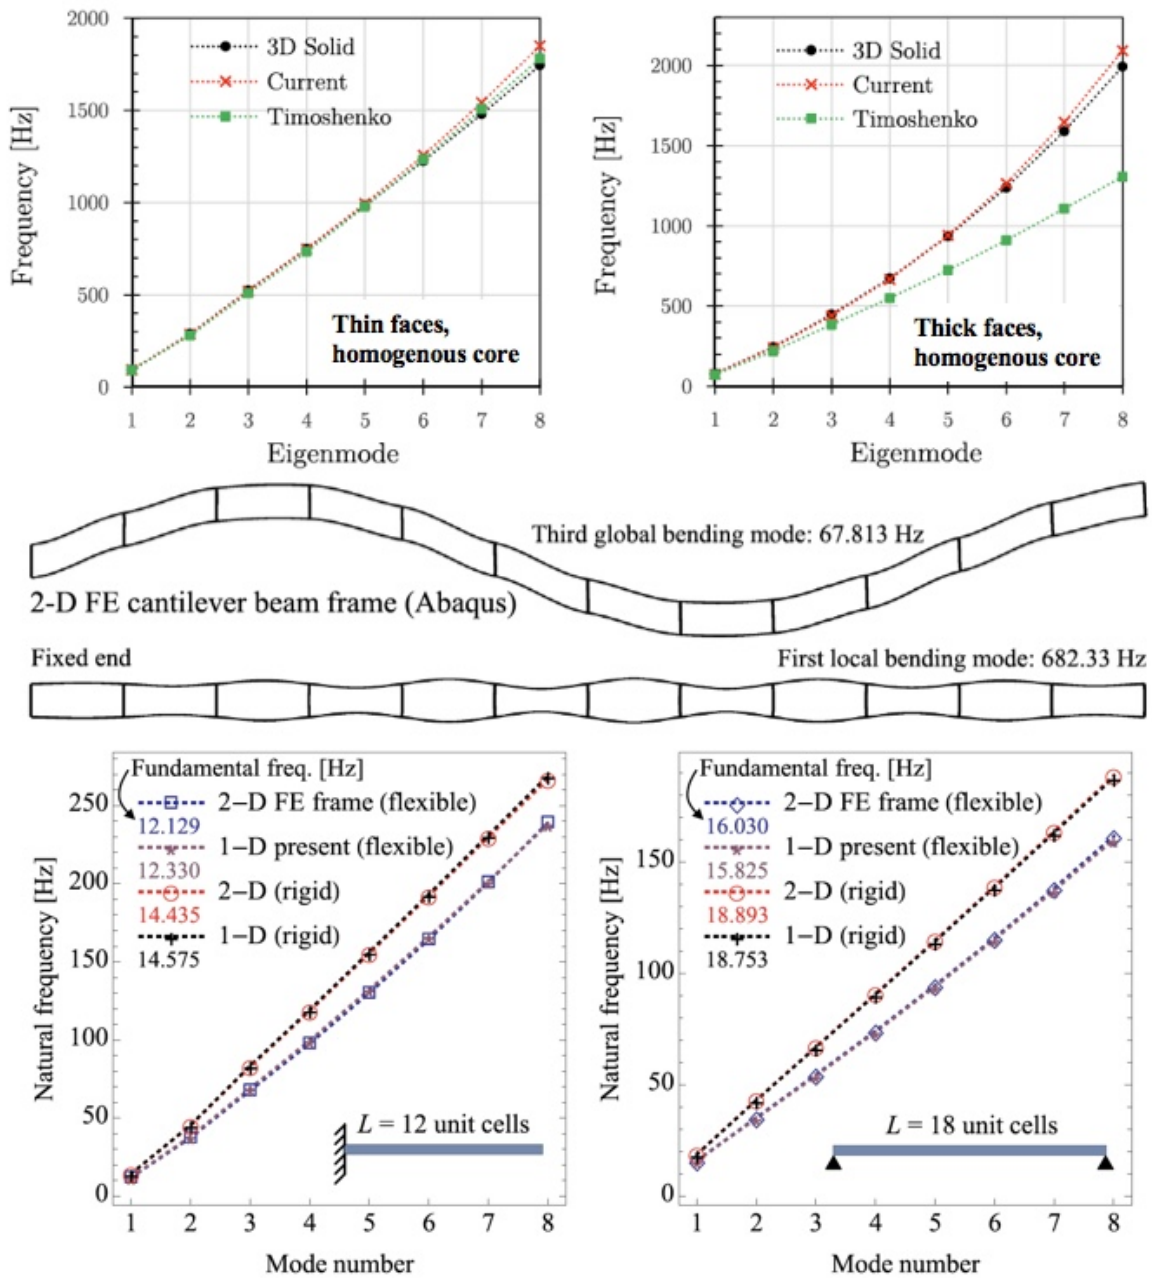 2000
1500
1000
500
0
Frequency [Hz]
3D Solid
Current
Timoshenko
Thin faces,
homogenous core
1 2 3 4 5 6 7 8
Eigenmode
2000
1500
1000
500
0
Frequency [Hz]
3D Solid
Current
Timoshenko
Thick faces,
homogenous core
1 2 3 4 5 6 7 8
Eigenmode
Third global bending mode: 67.813 Hz
2-D FE cantilever beam frame (Abaqus)
Fixed end
First local bending mode: 682.33 Hz
Fundamental freq. [Hz]
2−D FE frame (flexible)
12.129
1−D present (flexible)
12.330
2−D (rigid)
14.435
1−D (rigid)
14.575
250
200
150
100
50
0
Natural frequency [Hz]
L = 12 unit cells
1 2 3 4 5 6 7 8
Mode number
Fundamental freq. [Hz]
2−D FE frame (flexible)
16.030
1−D present (flexible)
15.825
2−D (rigid)
18.893
1−D (rigid)
18.753
150
100
50
0
Natural frequency [Hz]
L = 18 unit cells
1 2 3 4 5 6 7 8
Mode number